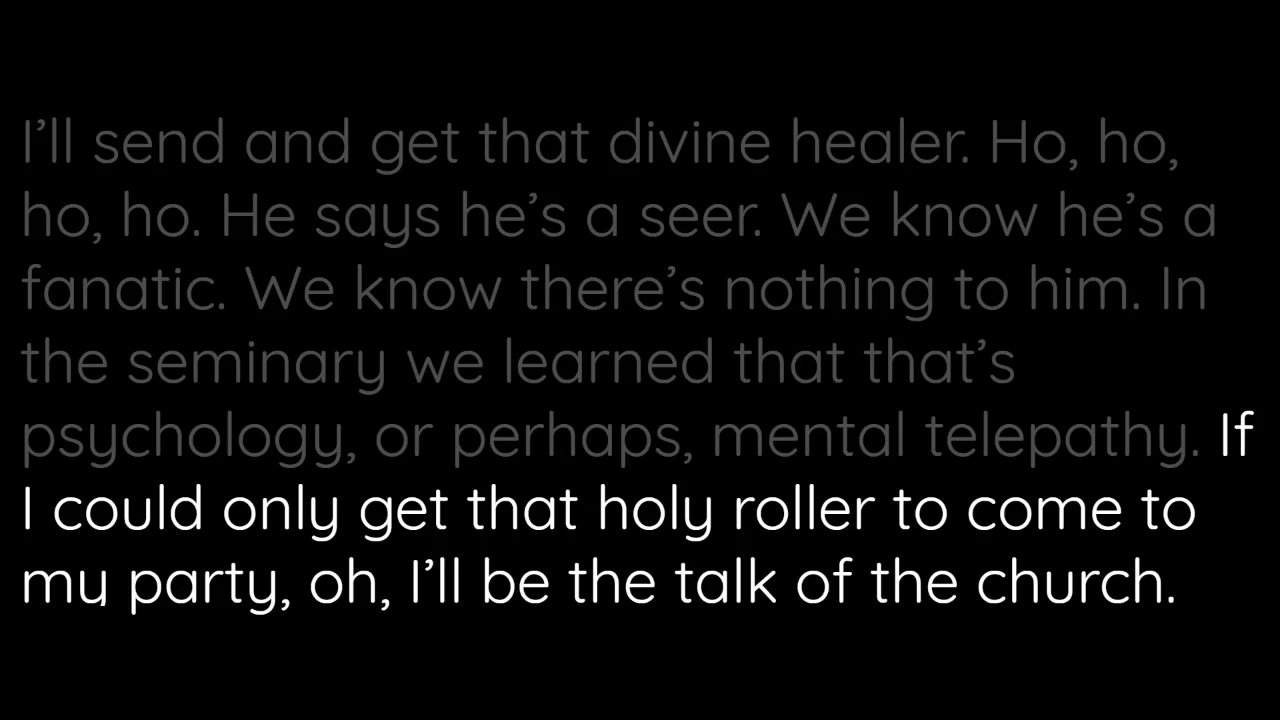 I’ll send and get that divine healer. Ho, ho,
ho, ho. He says he’s a seer. We know he’s a
fanatic. We know there’s nothing to him. In
the seminary we learned that that’s
psychology, or perhaps, mental telepathy. If
I could only get that holy roller to come to
my party, oh, I’ll be the talk of the church.